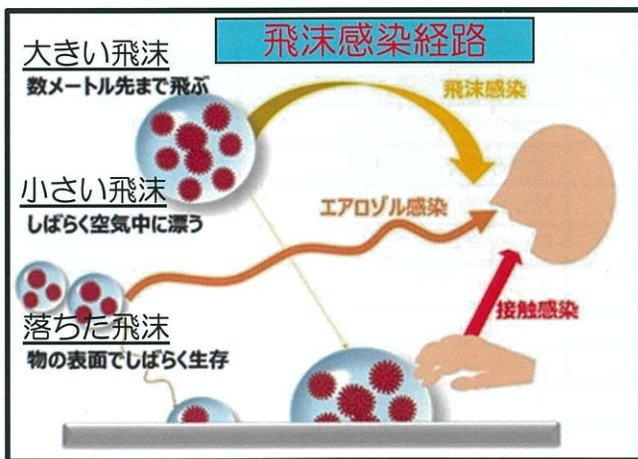 飛沫感染経路
大きい飛沫
数メートル先まで飛ぶ
飛沫感染
小さい飛沫
エアロゾル感染
しばらく空気中に漂う
落ちた飛沫
接触感染
物の表面でしばらく生存